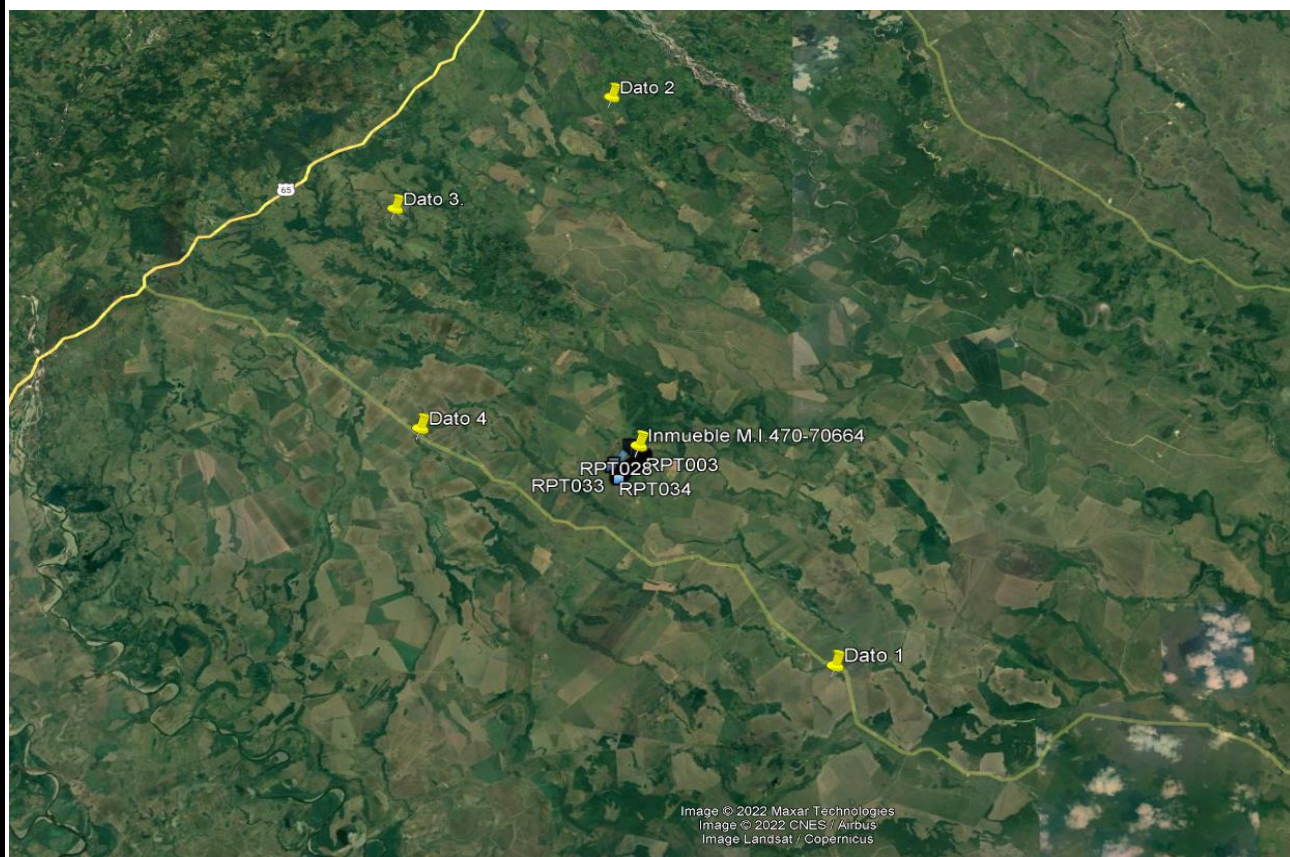 Dato 2
65
Dato 3.
Dato 4
Inmueble M.I.470-70664
RPT028
RPT003
RPT033
RPT034
Dato 1
Image © 2022 Maxar Technologies
Image © 2022 CNES / Airbus
Image Landsat / Copernicus